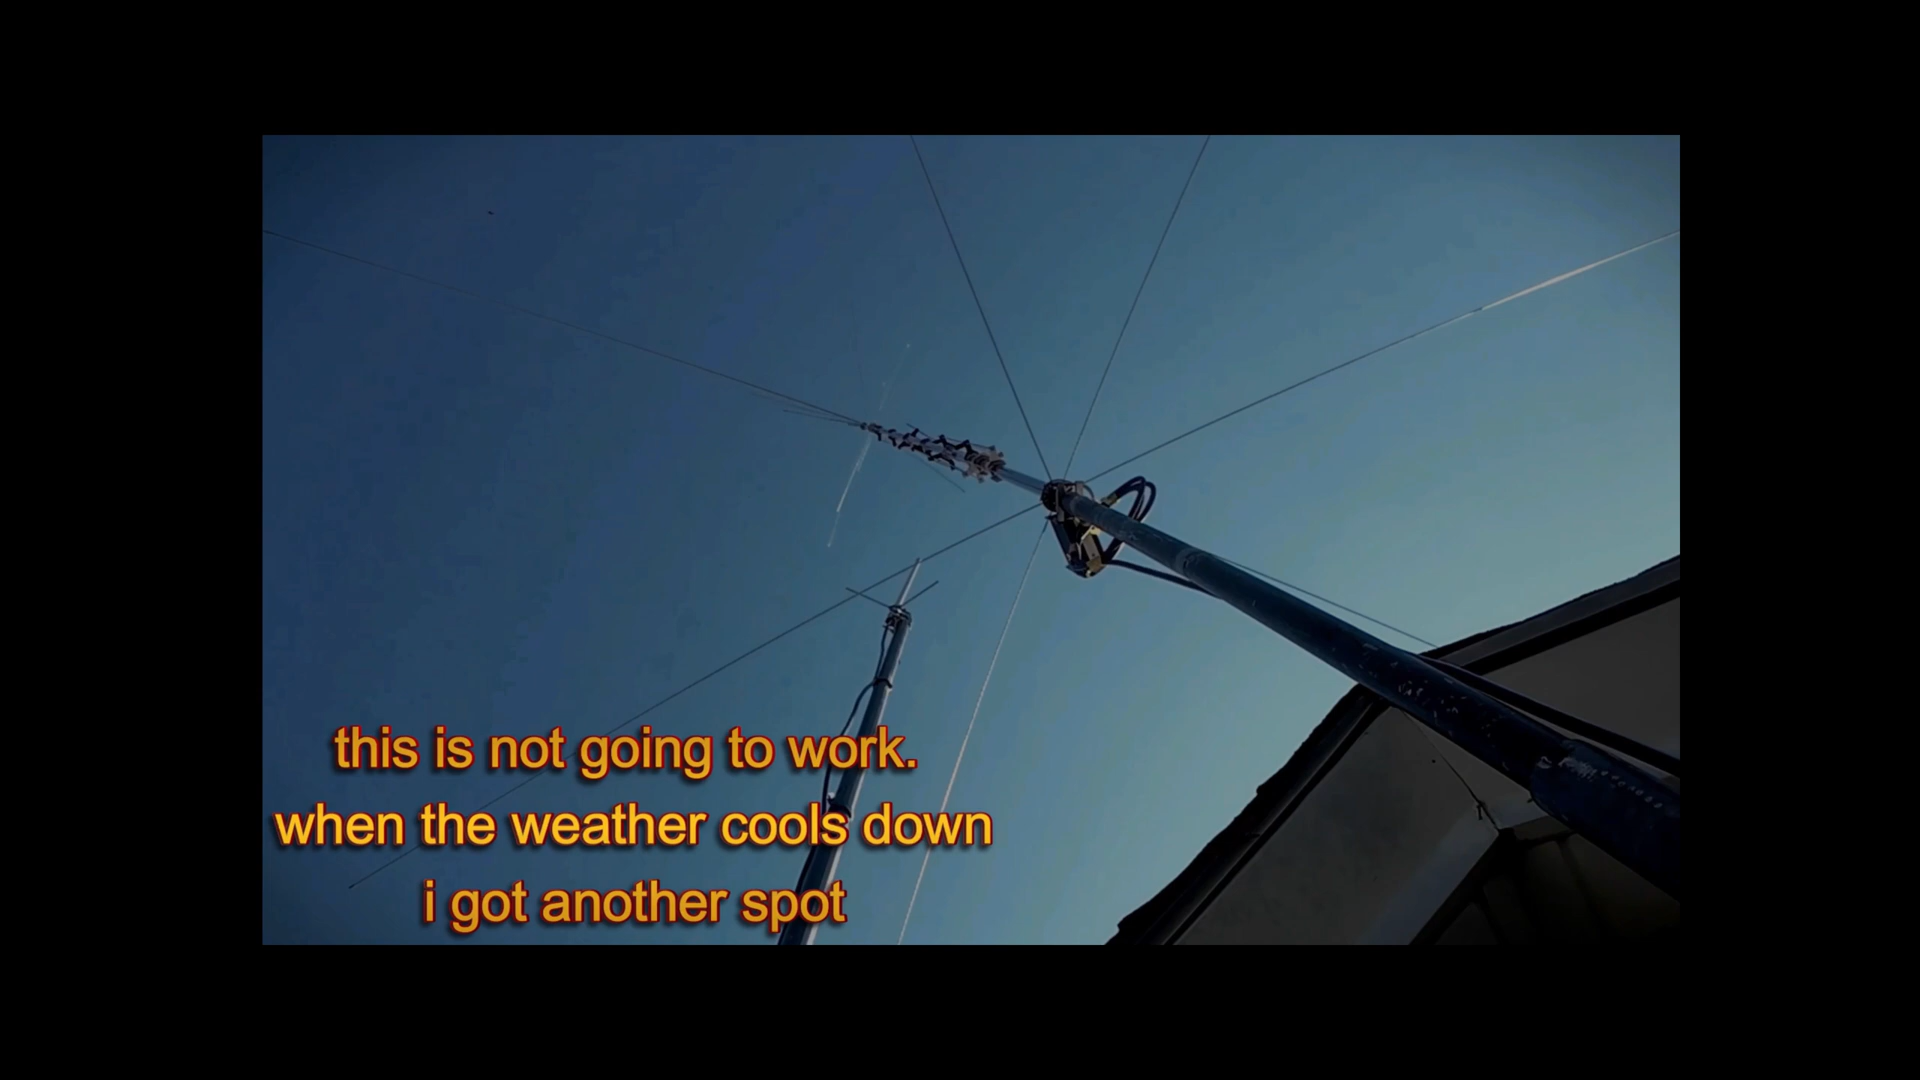 this is not going to work.
when the weather cools down
i got another spot